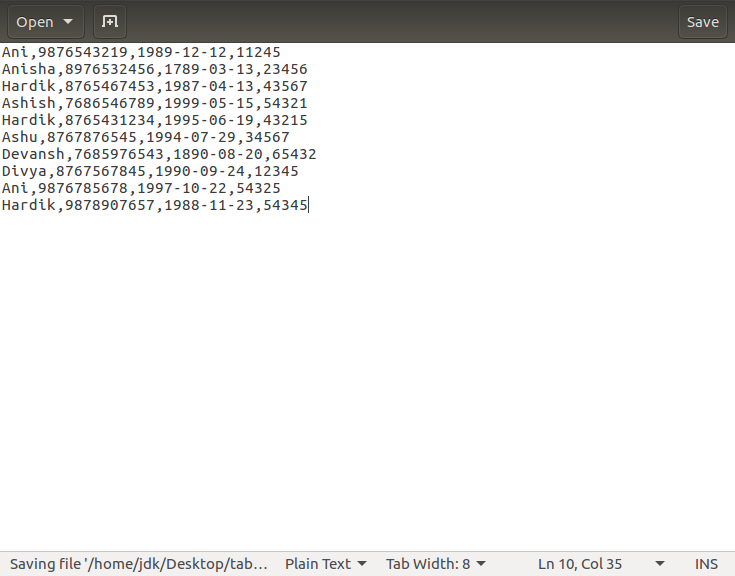 Open
Save
Ani,9876543219,1989-12-12,11245
Anisha,8976532456,1789-03-13,23456
Hardik,8765467453,1987-04-13,43567
Ashish,7686546789,1999-05-15,54321
Hardik,8765431234,1995-06-19,43215
Ashu,8767876545,1994-07-29,34567
Devansh,7685976543,1890-08-20,65432
Divya,8767567845,1990-09-24,12345
Ani,9876785678,1997-10-22,54325
Hardik,9878907657,1988-11-23,54345
Saving file '/home/jdk/Desktop/tab… Plain Text Tab Width: 8 Ln 10, Col 35 INS